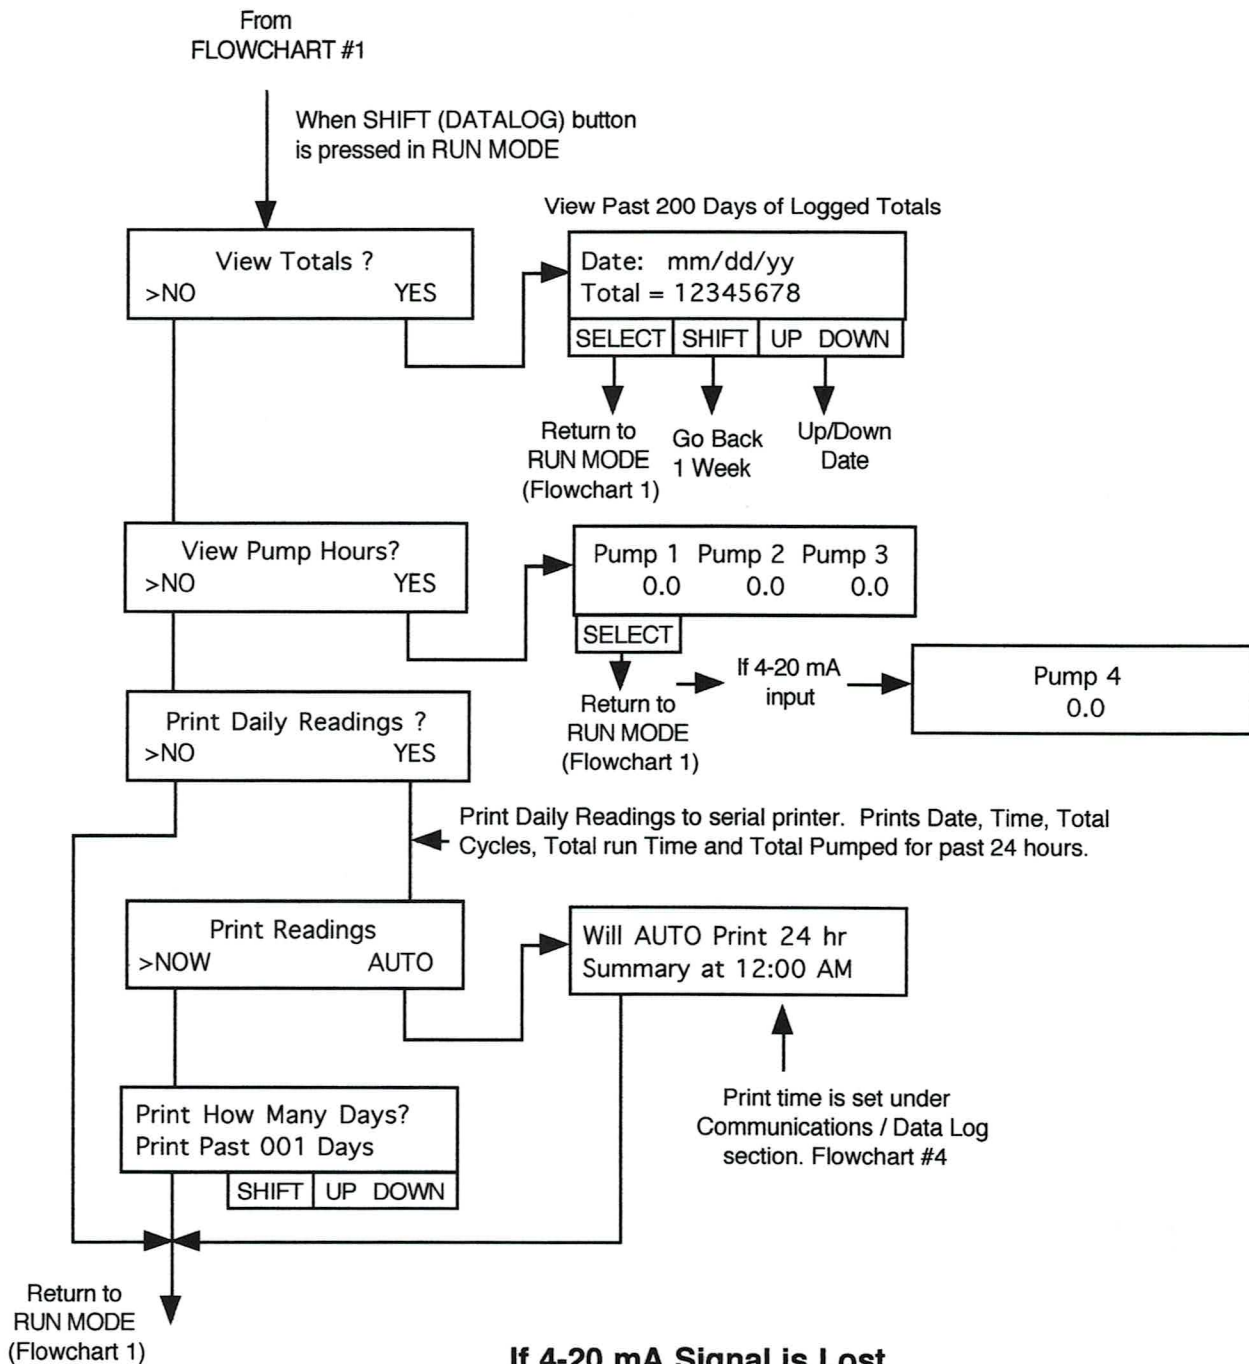 From
FLOWCHART #1
When SHIFT (DATALOG) button
is pressed in RUN MODE
View Past 200 Days of Logged Totals
View Totals ?
>NO YES
Date: mm/dd/yy
Total = 12345678
SELECT SHIFT UP DOWN
Return to
RUN MODE
(Flowchart 1)
Go Back
1 Week
Up/Down
Date
View Pump Hours?
>NO YES
Pump 1 Pump 2 Pump 3
0.0 0.0 0.0
SELECT
Return to
RUN MODE
(Flowchart 1)
If 4-20 mA
input
Pump 4
0.0
Print Daily Readings ?
>NO YES
Print Daily Readings to serial printer. Prints Date, Time, Total
Cycles, Total run Time and Total Pumped for past 24 hours.
Print Readings
>NOW AUTO
Will AUTO Print 24 hr
Summary at 12:00 AM
Print time is set under
Communications / Data Log
section. Flowchart #4
Print How Many Days?
Print Past 001 Days
SHIFT UP DOWN
Return to
RUN MODE
(Flowchart 1)
If 4-20 mA Signal is Lost